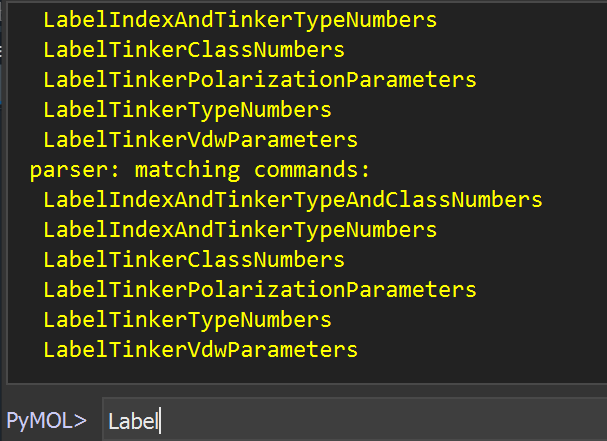 LabelIndexAndTinkerTypeNumbers
LabelTinkerClassNumbers
LabelTinkerPolarizationParameters
LabelTinkerTypeNumbers
LabelTinkerVdwParameters
parser: matching commands:
LabelIndexAndTinkerTypeAndClassNumbers
LabelIndexAndTinkerTypeNumbers
LabelTinkerClassNumbers
LabelTinkerPolarizationParameters
LabelTinkerTypeNumbers
LabelTinkerVdwParameters
PyMOL> Label